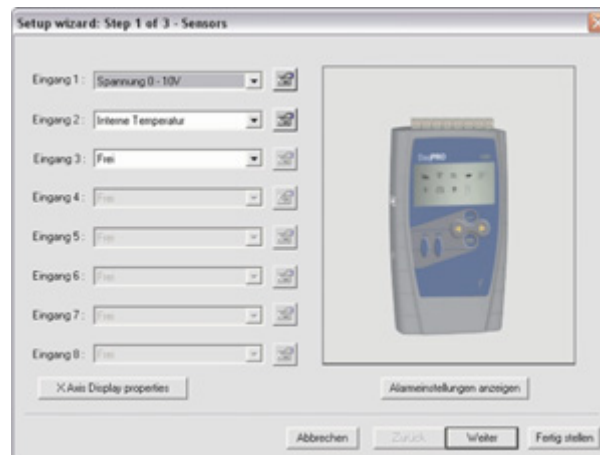 Setup wizard: Step 1 of 3 - Sensors
Eingang 1 : Spannung 0 - 10V
Eingang 2 : Interne Temperatur
Eingang 3 : Frei
Eingang 4 : Frei
Eingang 5 : Frei
Eingang 6 : Frei
Eingang 7 : Frei
Eingang 8 : Frei
DaqPRO
X Axis Display properties
Alarmeinstellungen anzeigen
Abbrechen
Zurück
Weiter
Fertig stellen